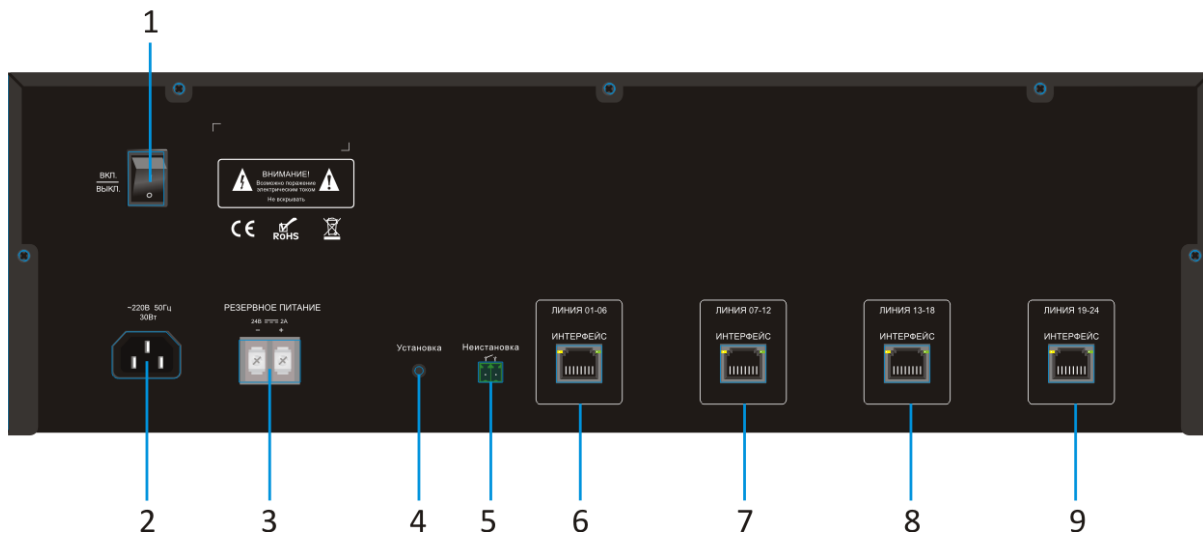 1
ВКЛ.
ВЫКЛ.
ВНИМАНИЕ!
Возможно поражение
электрическим током
Не вскрывать
CE
RoHS
~220В 50Гц
30Вт
РЕЗЕРВНОЕ ПИТАНИЕ
24В 2А
− +
Установка
Неистановка
ЛИНИЯ 01-06
ИНТЕРФЕЙС
ЛИНИЯ 07-12
ИНТЕРФЕЙС
ЛИНИЯ 13-18
ИНТЕРФЕЙС
ЛИНИЯ 19-24
ИНТЕРФЕЙС
2 3 4 5 6 7 8 9